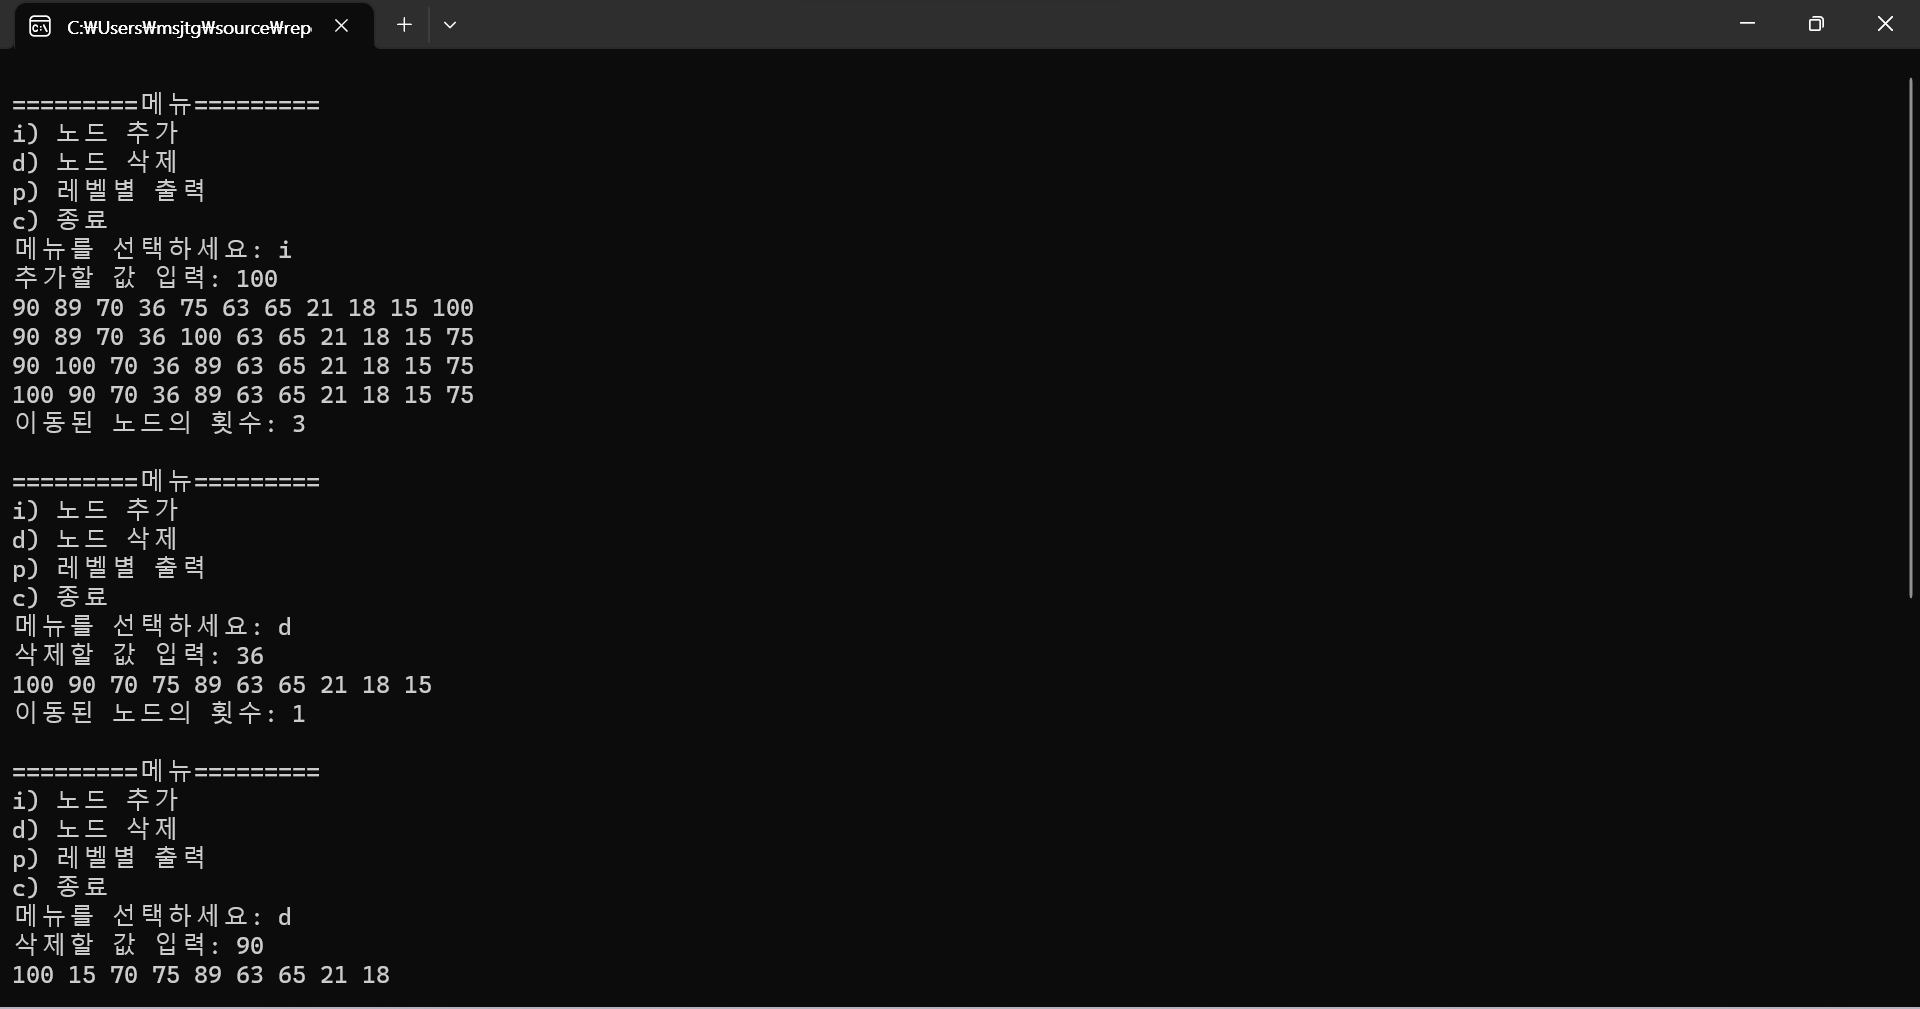 C:₩Users₩msjtg₩source₩rep
=========메뉴=========
i) 노드 추가
d) 노드 삭제
p) 레벨별 출력
c) 종료
메뉴를 선택하세요: i
추가할 값 입력: 100
90 89 70 36 75 63 65 21 18 15 100
90 89 70 36 100 63 65 21 18 15 75
90 100 70 36 89 63 65 21 18 15 75
100 90 70 36 89 63 65 21 18 15 75
이동된 노드의 횟수: 3
=========메뉴=========
i) 노드 추가
d) 노드 삭제
p) 레벨별 출력
c) 종료
메뉴를 선택하세요: d
삭제할 값 입력: 36
100 90 70 75 89 63 65 21 18 15
이동된 노드의 횟수: 1
=========메뉴=========
i) 노드 추가
d) 노드 삭제
p) 레벨별 출력
c) 종료
메뉴를 선택하세요: d
삭제할 값 입력: 90
100 15 70 75 89 63 65 21 18